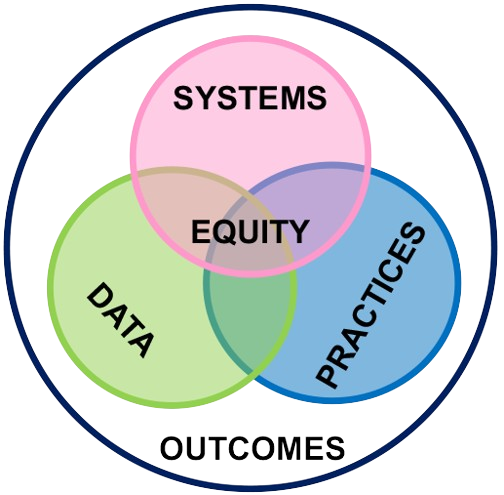 SYSTEMS
EQUITY
DATA
PRACTICES
OUTCOMES